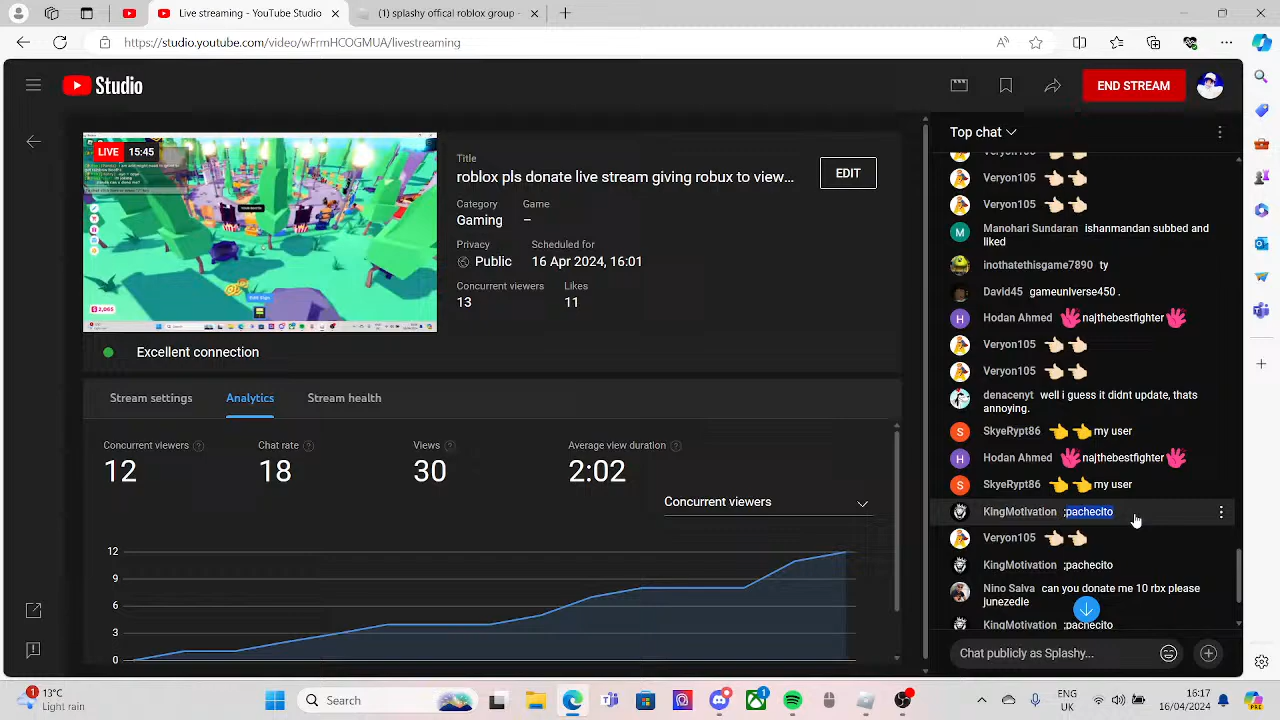 Live streaming - YouTube Studio
(1) splashy offical roblox group -
https://studio.youtube.com/video/wFrmHCOGMUA/livestreaming
Studio
END STREAM
LIVE 15:45
2,065
Title
roblox pls donate live stream giving robux to view...
EDIT
Category
Game
Gaming
–
Privacy
Scheduled for
Public
16 Apr 2024, 16:01
Concurrent viewers
Likes
13
11
Excellent connection
Stream settings
Analytics
Stream health
Concurrent viewers
Chat rate
Views
Average view duration
12
18
30
2:02
Concurrent viewers
12
9
6
3
0
Top chat
Veryon105 👉🏻👈🏻
Veryon105 👉🏻👈🏻
Manohari Sundaran ishanmandan subbed and
liked
inothatethisgame7890 ty
David45 gameunlverse450 .
Hodan Ahmed 👋najthebestfighter👋
Veryon105 👉🏻👈🏻
Veryon105 👉🏻👈🏻
denacenyt well i guess it didnt update, thats
annoying.
SkyeRypt86 👉👈my user
Hodan Ahmed 👋najthebestfighter👋
SkyeRypt86 👉👈my user
KIngMotivation ;pachecito
Veryon105 👉🏻👈🏻
KIngMotivation ;pachecito
Nino Salva can you donate me 10 rbx please
junezedie
KIngMotivation ;pachecito
Chat publicly as Splashy...
1
13°C
Light rain
Search
1
ENG
UK
16:17
16/04/2024